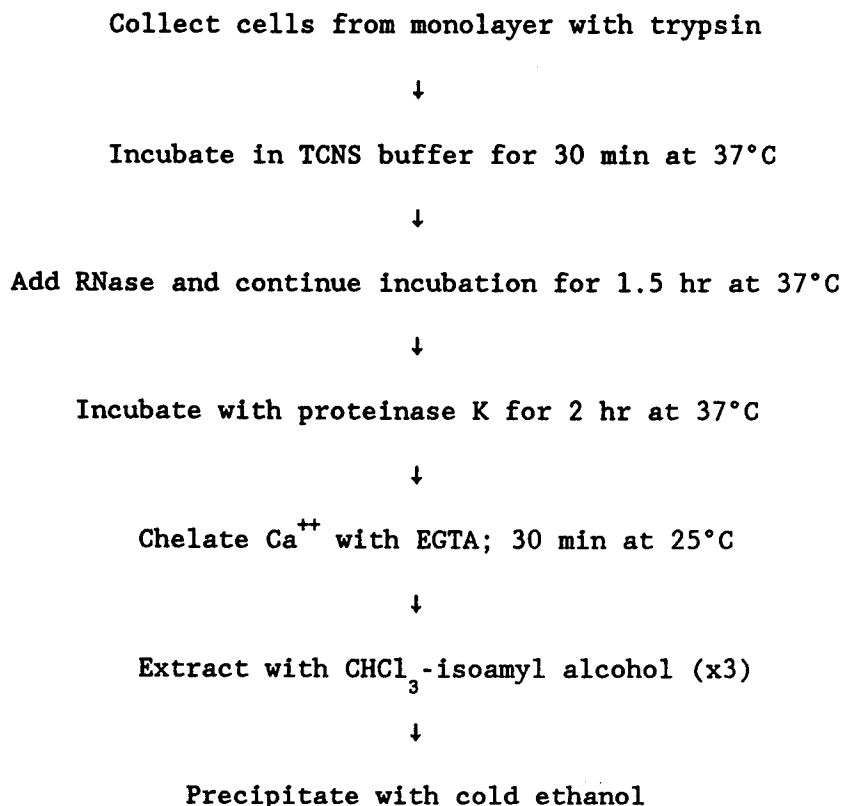 Collect cells from monolayer with trypsin
↓
Incubate in TCNS buffer for 30 min at 37°C
↓
Add RNase and continue incubation for 1.5 hr at 37°C
↓
Incubate with proteinase K for 2 hr at 37°C
↓
Chelate Ca⁺⁺ with EGTA; 30 min at 25°C
↓
Extract with CHCl₃-isoamyl alcohol (x3)
↓
Precipitate with cold ethanol